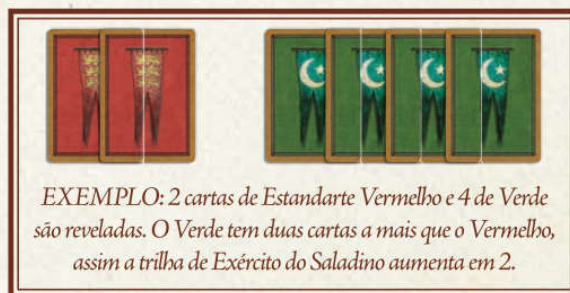 EXEMPLO: 2 cartas de Estandarte Vermelho e 4 de Verde
são reveladas. O Verde tem duas cartas a mais que o Vermelho,
assim a trilha de Exército do Saladino aumenta em 2.